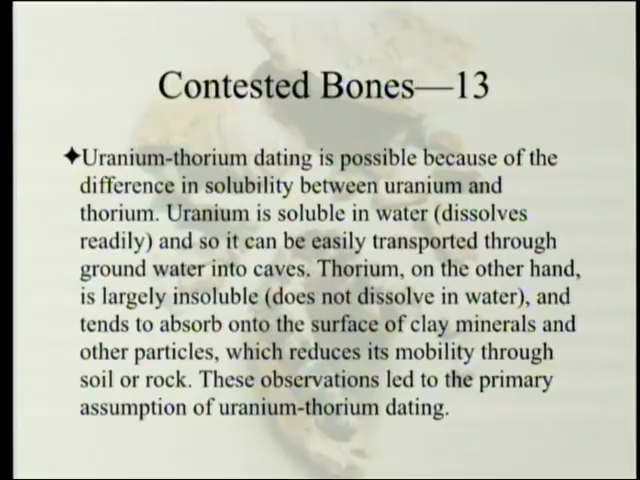 Contested Bones—13
✦Uranium-thorium dating is possible because of the
difference in solubility between uranium and
thorium. Uranium is soluble in water (dissolves
readily) and so it can be easily transported through
ground water into caves. Thorium, on the other hand,
is largely insoluble (does not dissolve in water), and
tends to absorb onto the surface of clay minerals and
other particles, which reduces its mobility through
soil or rock. These observations led to the primary
assumption of uranium-thorium dating.